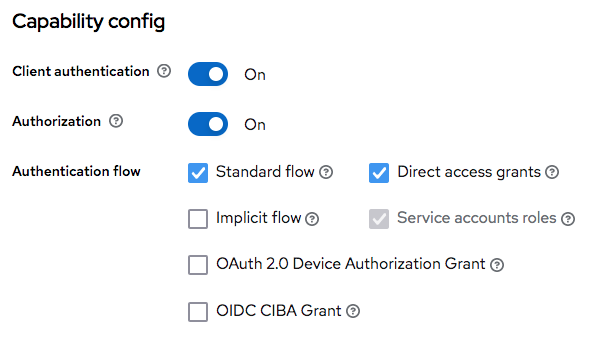 Capability config
Client authentication On
Authorization On
Authentication flow Standard flow Direct access grants
Implicit flow Service accounts roles
OAuth 2.0 Device Authorization Grant
OIDC CIBA Grant